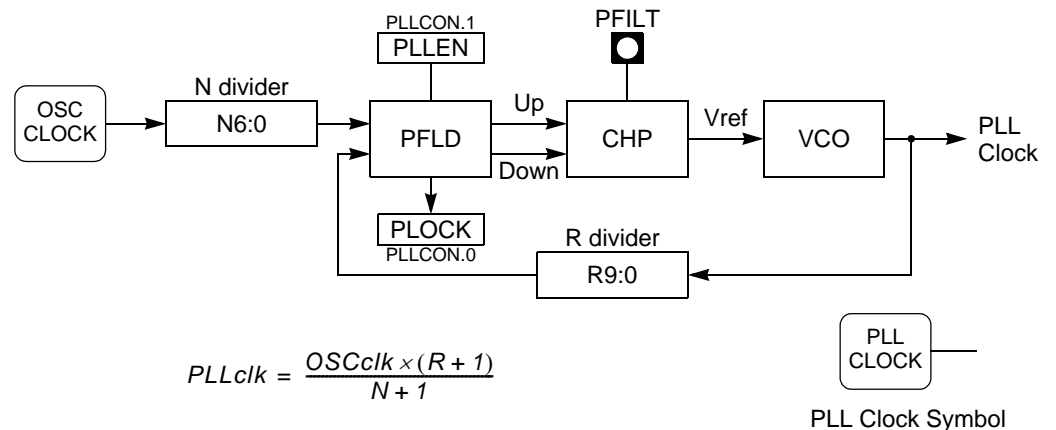 PLLCON.1
PLLEN
PFILT
N divider
OSC
CLOCK
N6:0
PFLD
Up
Down
CHP
Vref
VCO
PLL
Clock
PLOCK
PLLCON.0
R divider
R9:0
PLLclk = OSCclk × (R + 1)
N + 1
PLL
CLOCK
PLL Clock Symbol